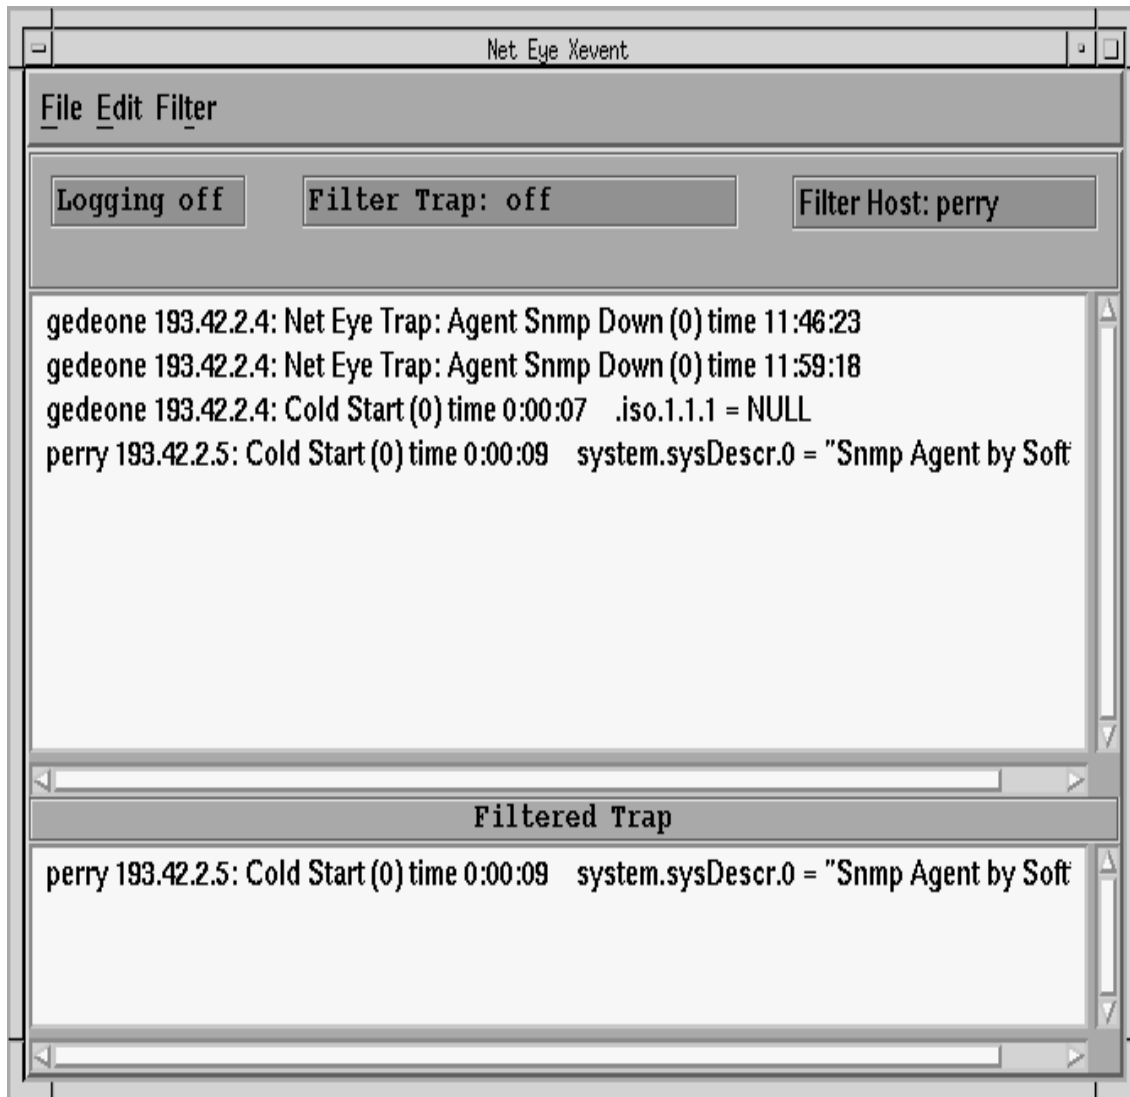 Net Eye Xevent
File Edit Filter
Logging off
Filter Trap: off
Filter Host: perry
gedeone 193.42.2.4: Net Eye Trap: Agent Snmp Down (0) time 11:46:23
gedeone 193.42.2.4: Net Eye Trap: Agent Snmp Down (0) time 11:59:18
gedeone 193.42.2.4: Cold Start (0) time 0:00:07 .iso.1.1.1 = NULL
perry 193.42.2.5: Cold Start (0) time 0:00:09 system.sysDescr.0 = "Snmp Agent by Soft
Filtered Trap
perry 193.42.2.5: Cold Start (0) time 0:00:09 system.sysDescr.0 = "Snmp Agent by Soft